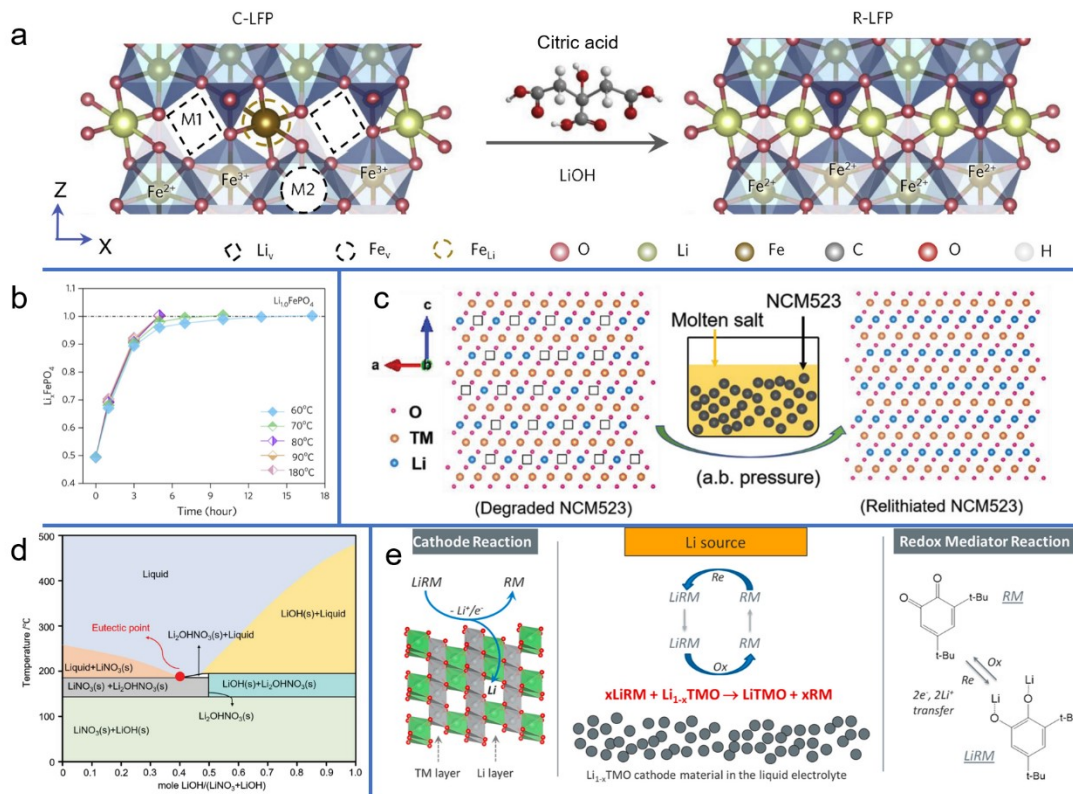 a
C-LFP
Citric acid
R-LFP
M1
Fe²⁺
Fe³⁺
M2
Fe³⁺
LiOH
Fe²⁺
Fe²⁺
Fe²⁺
Fe²⁺
Z
X
Liᵥ
Feᵥ
Fe_Li
O
Li
Fe
C
O
H
b
LiₓFePO₄
1.0
0.9
0.8
0.7
0.6
0.5
0.4
Li₁.₀FePO₄
60°C
70°C
80°C
90°C
180°C
0 3 6 9 12 15 18
Time (hour)
c
c
a
b
O
TM
Li
(Degraded NCM523)
Molten salt
NCM523
(a.b. pressure)
(Relithiated NCM523)
d
Temperature /°C
500
400
300
200
100
0
Liquid
LiOH(s)+Liquid
Li₂OHNO₃(s)+Liquid
Eutectic point
Liquid+LiNO₃(s)
LiNO₃(s) +Li₂OHNO₃(s)
LiOH(s)+Li₂OHNO₃(s)
Li₂OHNO₃(s)
LiNO₃(s)+LiOH(s)
0 0.1 0.2 0.3 0.4 0.5 0.6 0.7 0.8 0.9 1.0
mole LiOH/(LiNO₃+LiOH)
e
Cathode Reaction
LiRM
RM
- Li⁺/e⁻
Li
TM layer
Li layer
Li source
Re
LiRM
RM
LiRM
RM
Ox
xLiRM + Li₁₋ₓTMO → LiTMO + xRM
Li₁₋ₓTMO cathode material in the liquid electrolyte
Redox Mediator Reaction
O
O
t-Bu
RM
t-Bu
Ox
Re
2e⁻, 2Li⁺
transfer
Li
Li
O
O
t-B
LiRM
t-Bu